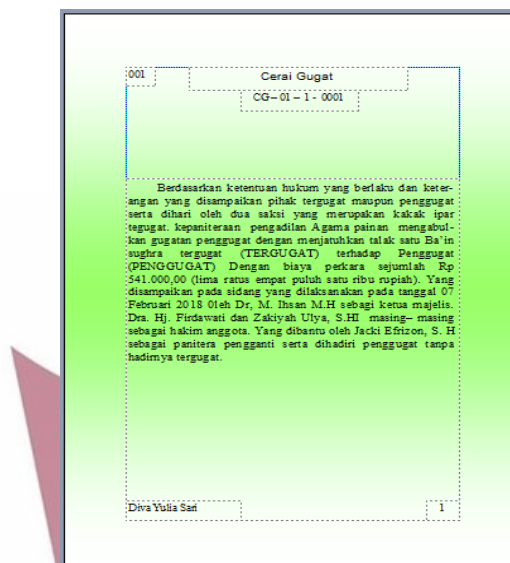 001
Cerai Gugat
CG– 01 – 1 - 0001
Berdasarkan ketentuan hukum yang berlaku dan keter-
angan yang disampaikan pihak tergugat maupun penggugat
serta dihari oleh dua saksi yang merupakan kakak ipar
tegugat. kepaniteraan pengadilan Agama painan mengabul-
kan gugatan penggugat dengan menjatuhkan talak satu Ba'in
sughra tergugat (TERGUGAT) terhadap Penggugat
(PENGGUGAT) Dengan biaya perkara sejumlah Rp
541.000,00 (lima ratus empat puluh satu ribu rupiah). Yang
disampaikan pada sidang yang dilaksanakan pada tanggal 07
Februari 2018 0leh Dr, M. Ihsan M.H sebagi ketua majelis.
Dra. Hj. Firdawati dan Zakiyah Ulya, S.HI masing– masing
sebagai hakim anggota. Yang dibantu oleh Jacki Efrizon, S. H
sebagai panitera pengganti serta dihadiri penggugat tanpa
hadirnya tergugat.
Diva Yulia Sari
1